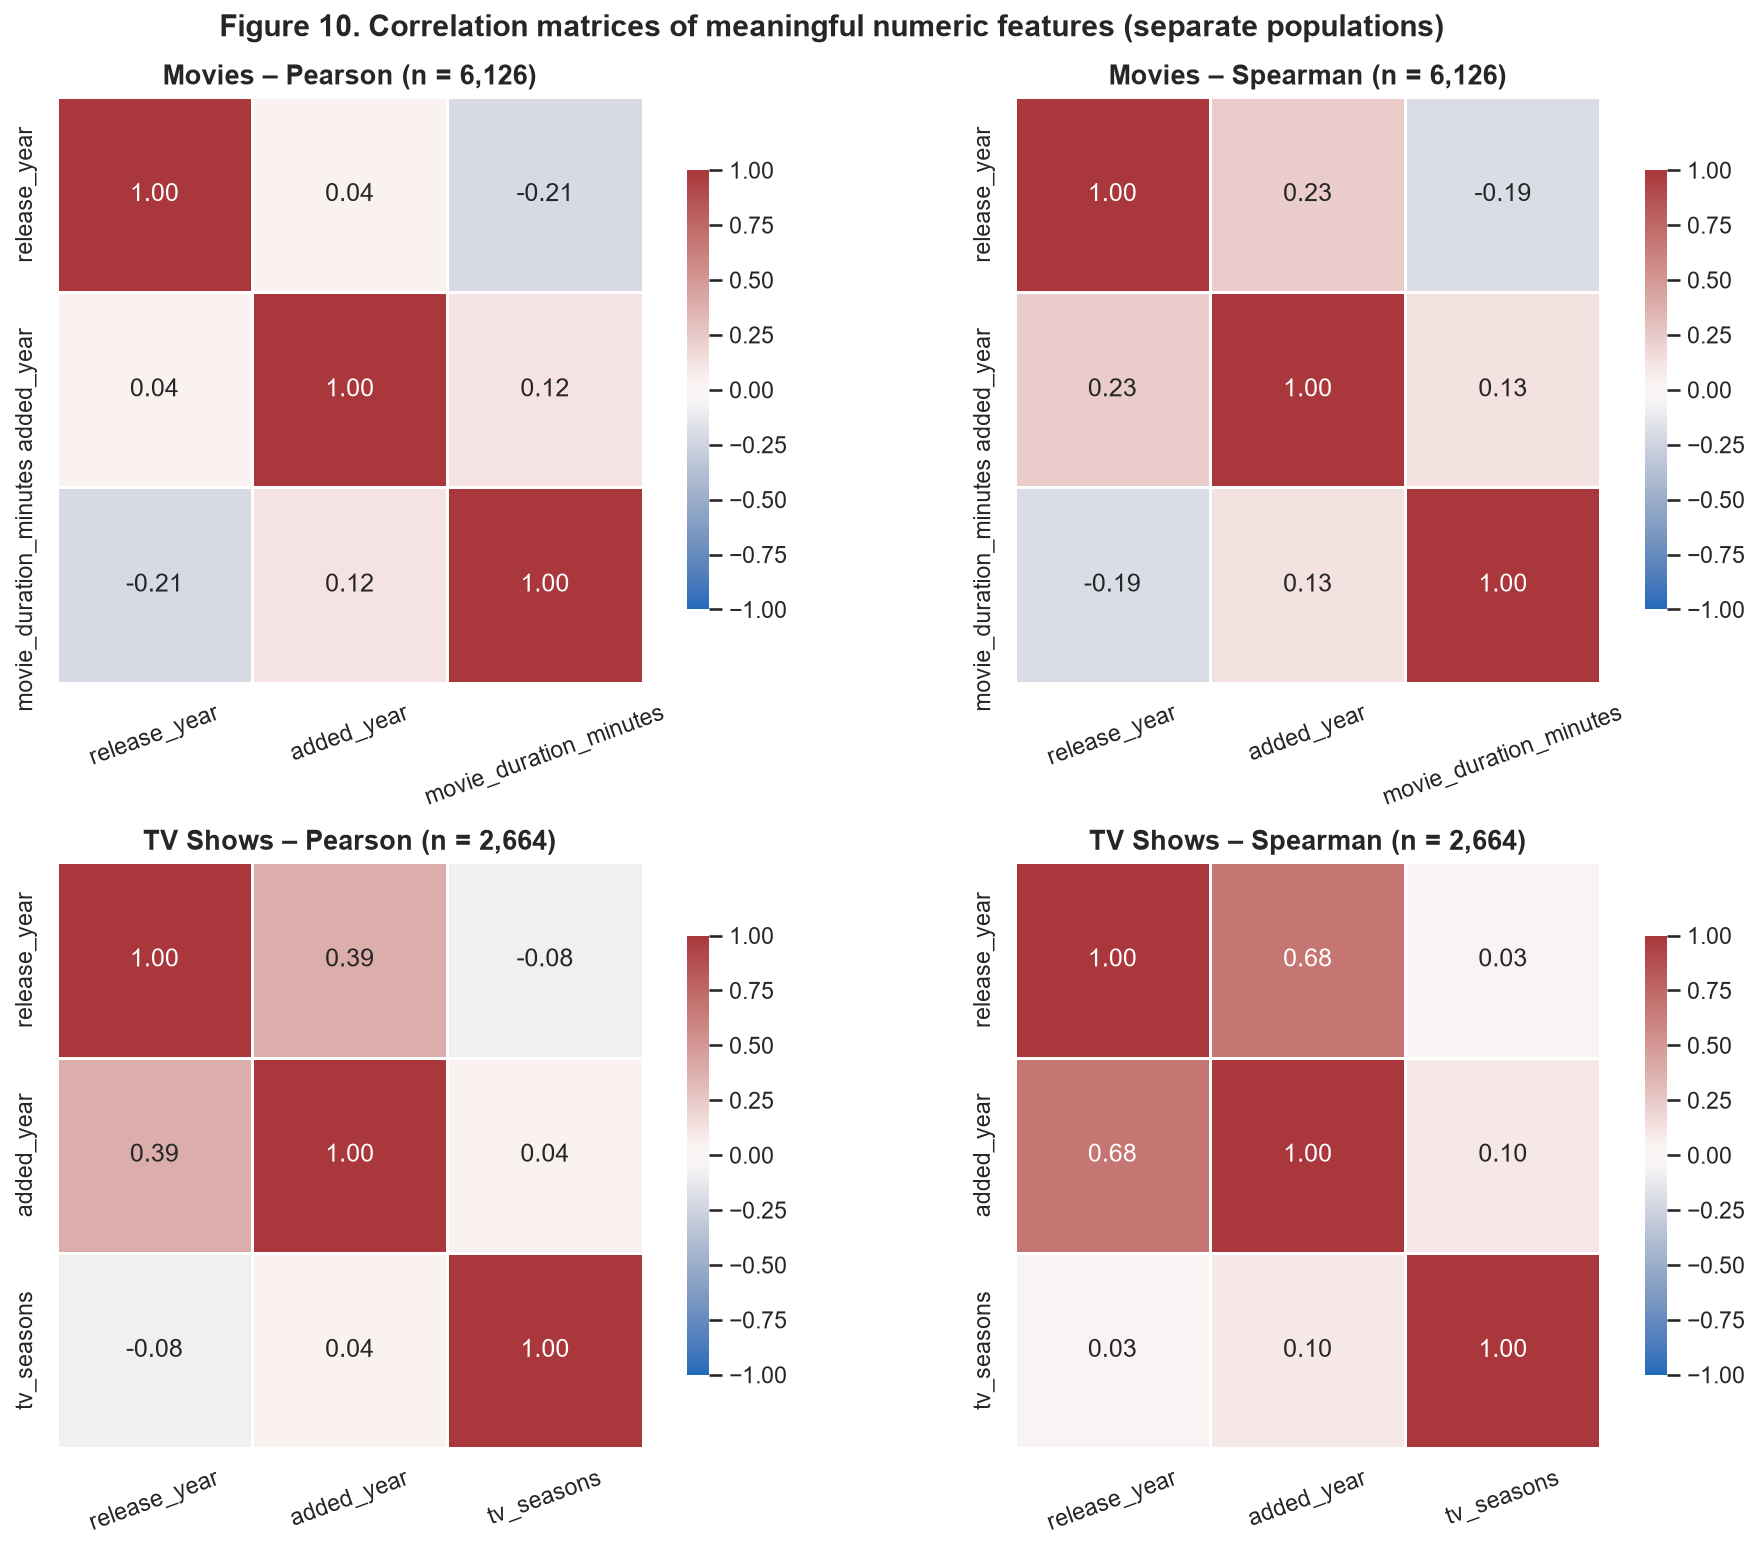 Figure 10. Correlation matrices of meaningful numeric features (separate populations)
Movies – Pearson (n = 6,126)
release_year
added_year
movie_duration_minutes
1.00 0.04 -0.21
0.04 1.00 0.12
-0.21 0.12 1.00
release_year added_year movie_duration_minutes
1.00
0.75
0.50
0.25
0.00
−0.25
−0.50
−0.75
−1.00
Movies – Spearman (n = 6,126)
release_year
added_year
movie_duration_minutes
1.00 0.23 -0.19
0.23 1.00 0.13
-0.19 0.13 1.00
release_year added_year movie_duration_minutes
1.00
0.75
0.50
0.25
0.00
−0.25
−0.50
−0.75
−1.00
TV Shows – Pearson (n = 2,664)
release_year
added_year
tv_seasons
1.00 0.39 -0.08
0.39 1.00 0.04
-0.08 0.04 1.00
release_year added_year tv_seasons
1.00
0.75
0.50
0.25
0.00
−0.25
−0.50
−0.75
−1.00
TV Shows – Spearman (n = 2,664)
release_year
added_year
tv_seasons
1.00 0.68 0.03
0.68 1.00 0.10
0.03 0.10 1.00
release_year added_year tv_seasons
1.00
0.75
0.50
0.25
0.00
−0.25
−0.50
−0.75
−1.00